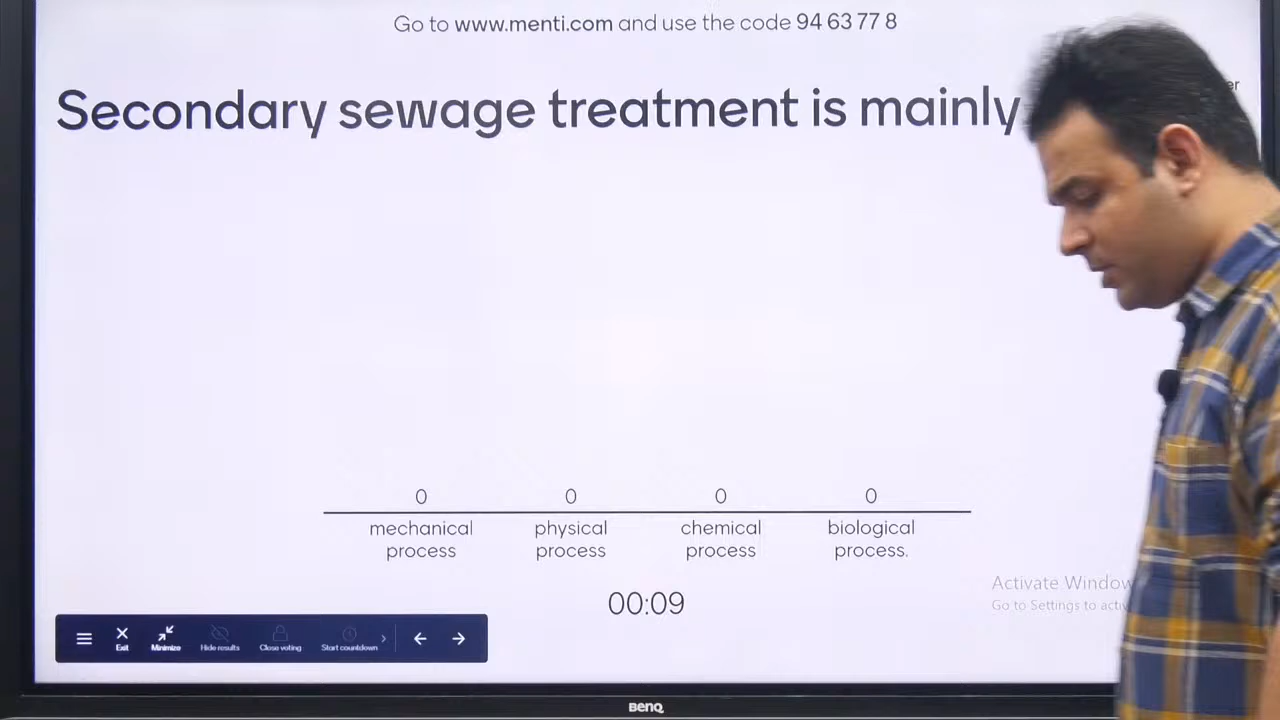 Go to www.menti.com and use the code 94 63 77 8
Secondary sewage treatment is mainly
0 0 0 0
mechanical process
physical process
chemical process
biological process.
00:09
Activate Window
Go to Settings to activ
Exit
Minimize
Hide results
Close voting
Start countdown
BenQ